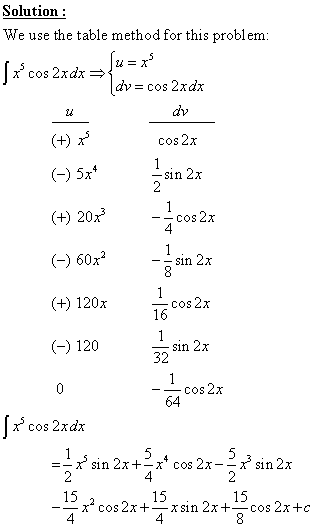 Solution :
We use the table method for this problem:
∫ x⁵ cos 2x dx ⇒ { u = x⁵
dv = cos 2x dx
u dv
(+) x⁵ cos 2x
(−) 5x⁴ 1/2 sin 2x
(+) 20x³ −1/4 cos 2x
(−) 60x² −1/8 sin 2x
(+) 120x 1/16 cos 2x
(−) 120 1/32 sin 2x
0 −1/64 cos 2x
∫ x⁵ cos 2x dx
= 1/2 x⁵ sin 2x + 5/4 x⁴ cos 2x − 5/2 x³ sin 2x
− 15/4 x² cos 2x + 15/4 x sin 2x + 15/8 cos 2x + c